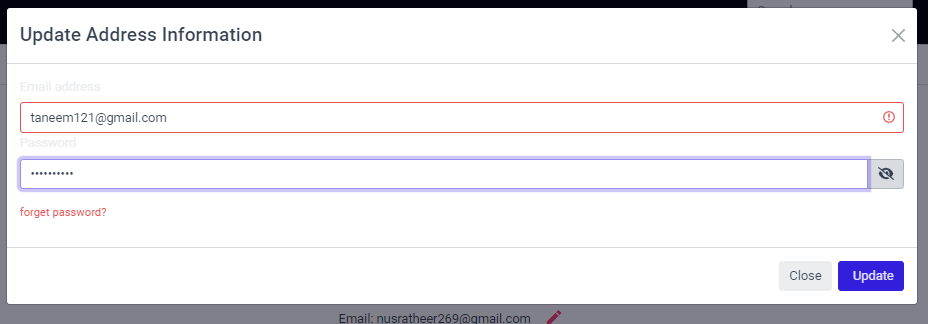 Update Address Information
Email address
taneem121@gmail.com
Password
••••••••••
forget password?
Close
Update
Email: nusratheer269@gmail.com